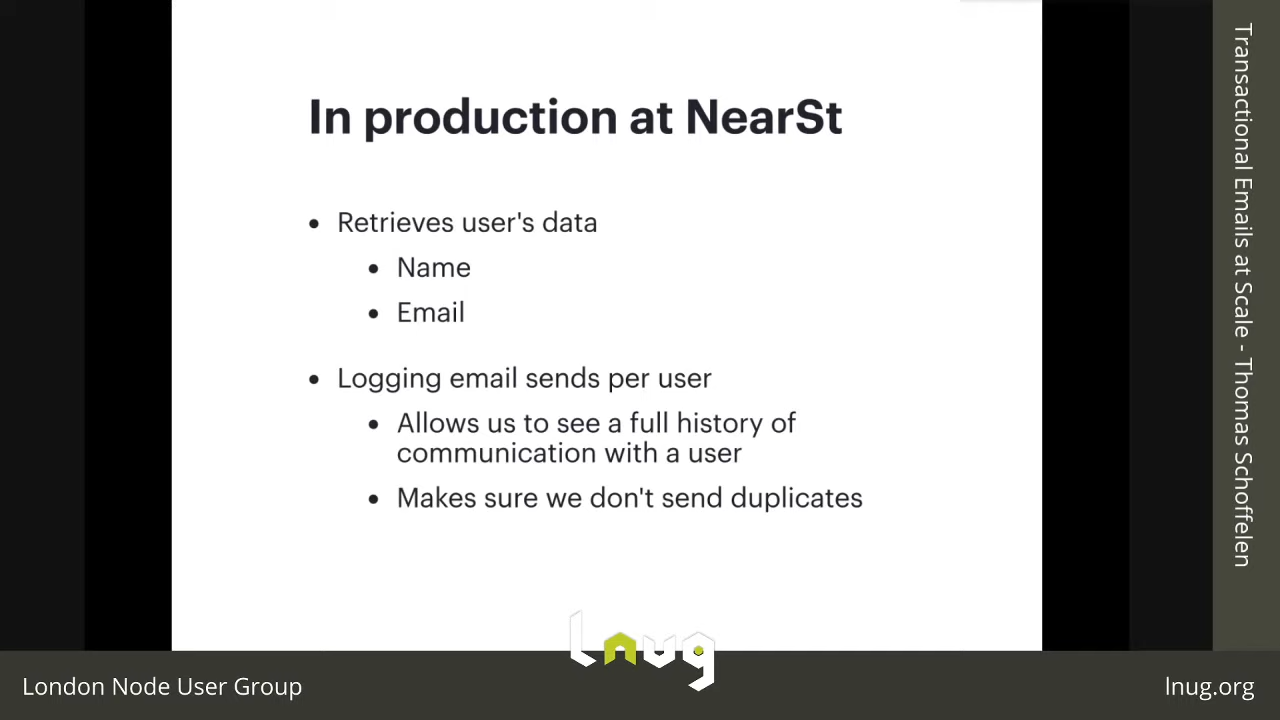 In production at NearSt
• Retrieves user's data
• Name
• Email
• Logging email sends per user
• Allows us to see a full history of
communication with a user
• Makes sure we don't send duplicates
Transactional Emails at Scale - Thomas Schoffelen
lnug
London Node User Group
lnug.org